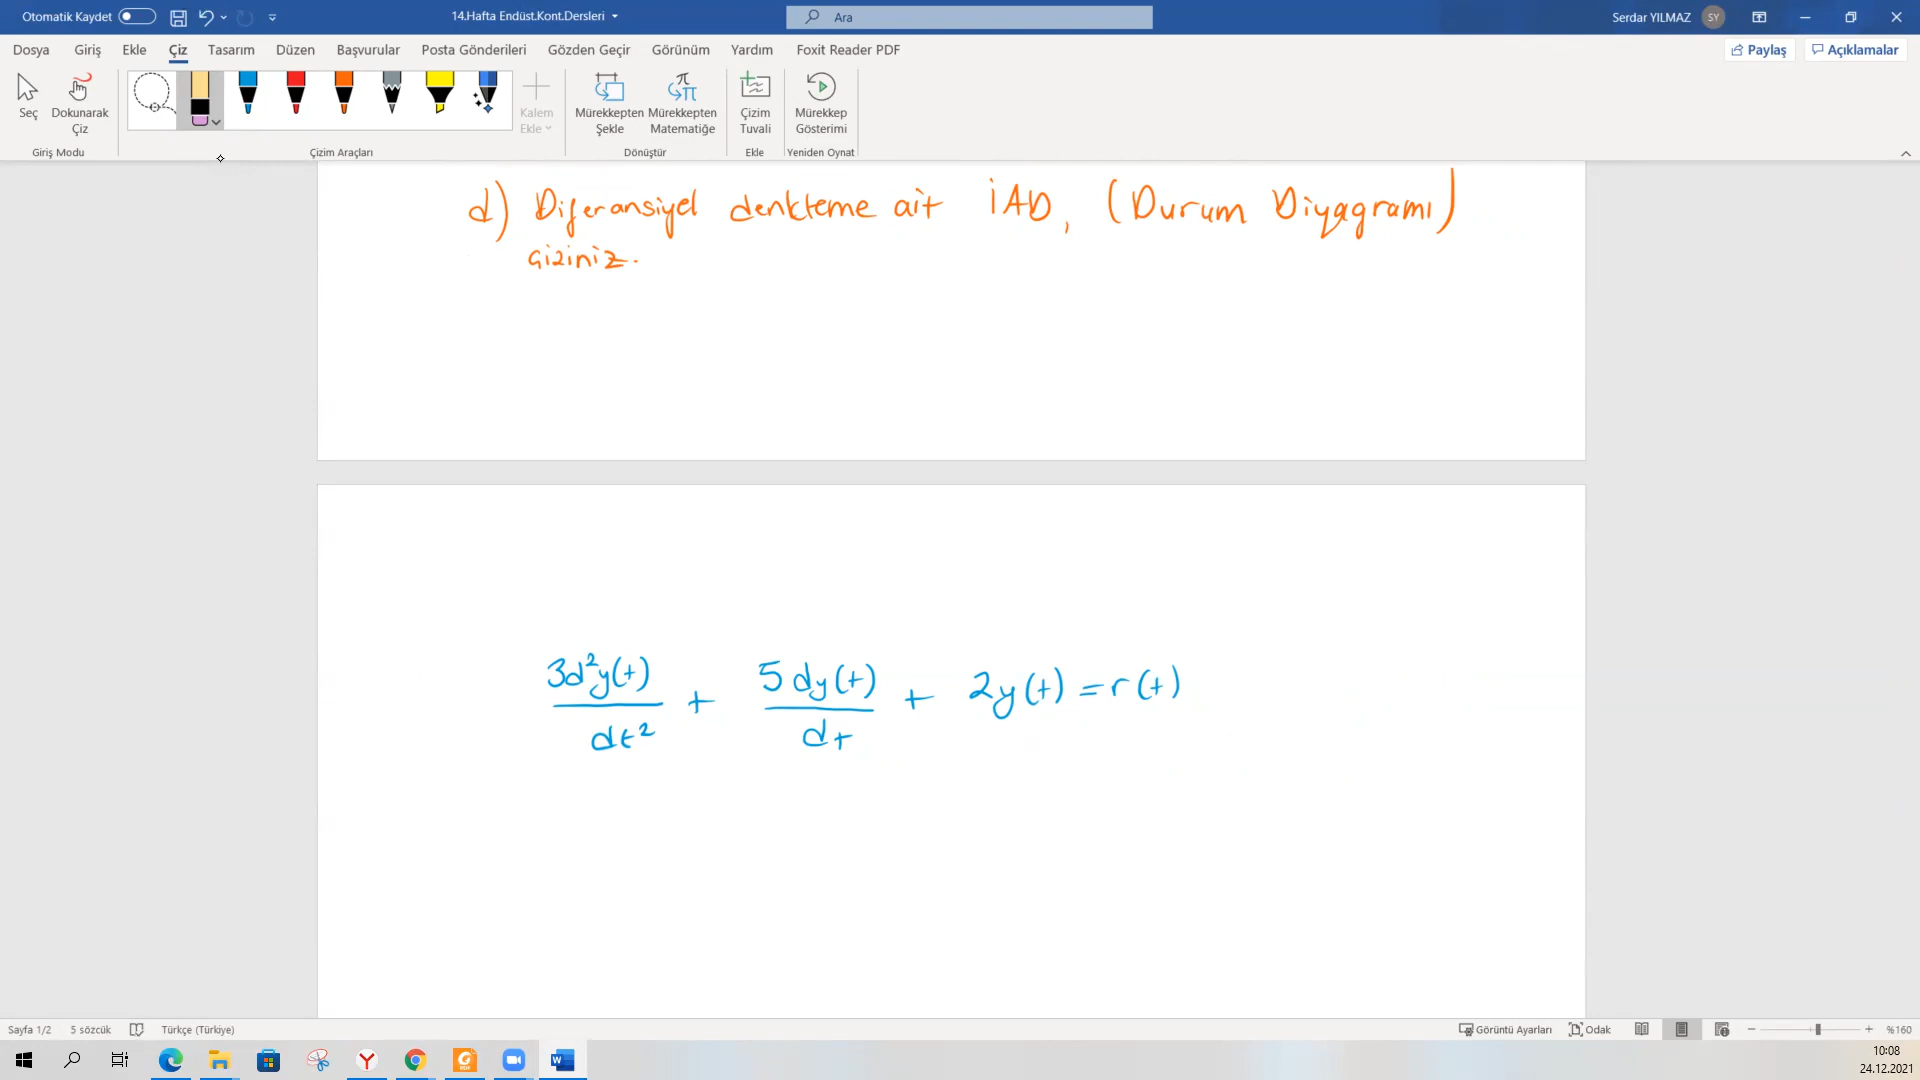 Otomatik Kaydet 14.Hafta Endüst.Kont.Dersleri Ara Serdar YILMAZ SY
Dosya Giriş Ekle Çiz Tasarım Düzen Başvurular Posta Gönderileri Gözden Geçir Görünüm Yardım Foxit Reader PDF Paylaş Açıklamalar
Seç Dokunarak Çiz Kalem Ekle Mürekkepten Şekle Mürekkepten Matematiğe Çizim Tuvali Mürekkep Gösterimi
Giriş Modu Çizim Araçları Dönüştür Ekle Yeniden Oynat
d) Diferansiyel denkteme ait İAD, (Durum Diyagramı)
çiziniz.
3d²y(t)/dt² + 5dy(t)/dt + 2y(t) = r(t)
Sayfa 1/2 5 sözcük Türkçe (Türkiye) Görüntü Ayarları Odak %160
10:08
24.12.2021